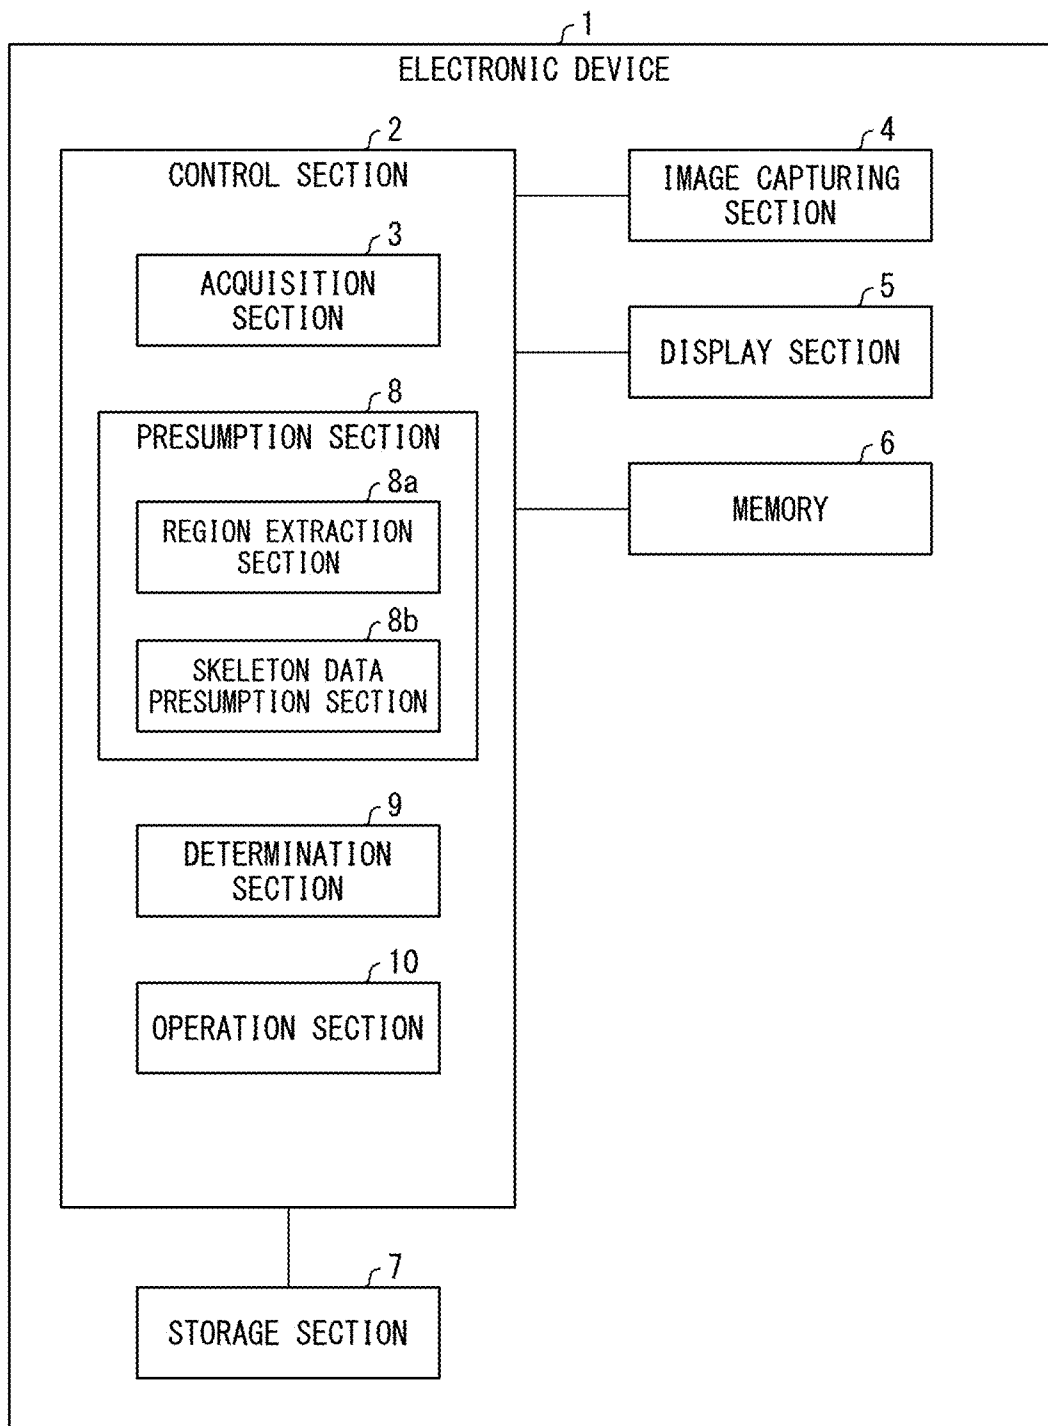 1
ELECTRONIC DEVICE
2
CONTROL SECTION
3
ACQUISITION
SECTION
8
PRESUMPTION SECTION
8a
REGION EXTRACTION
SECTION
8b
SKELETON DATA
PRESUMPTION SECTION
9
DETERMINATION
SECTION
10
OPERATION SECTION
4
IMAGE CAPTURING
SECTION
5
DISPLAY SECTION
6
MEMORY
7
STORAGE SECTION